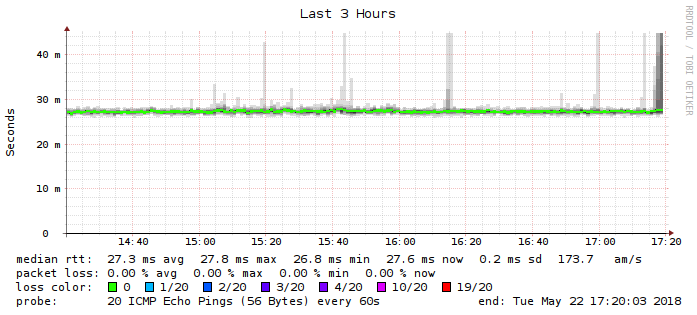 Last 3 Hours
RRDTOOL / TOBI OETIKER
Seconds
40 m
30 m
20 m
10 m
0
14:40 15:00 15:20 15:40 16:00 16:20 16:40 17:00 17:20
median rtt: 27.3 ms avg 27.8 ms max 26.8 ms min 27.6 ms now 0.2 ms sd 173.7 am/s
packet loss: 0.00 % avg 0.00 % max 0.00 % min 0.00 % now
loss color: 0 1/20 2/20 3/20 4/20 10/20 19/20
probe: 20 ICMP Echo Pings (56 Bytes) every 60s end: Tue May 22 17:20:03 2018